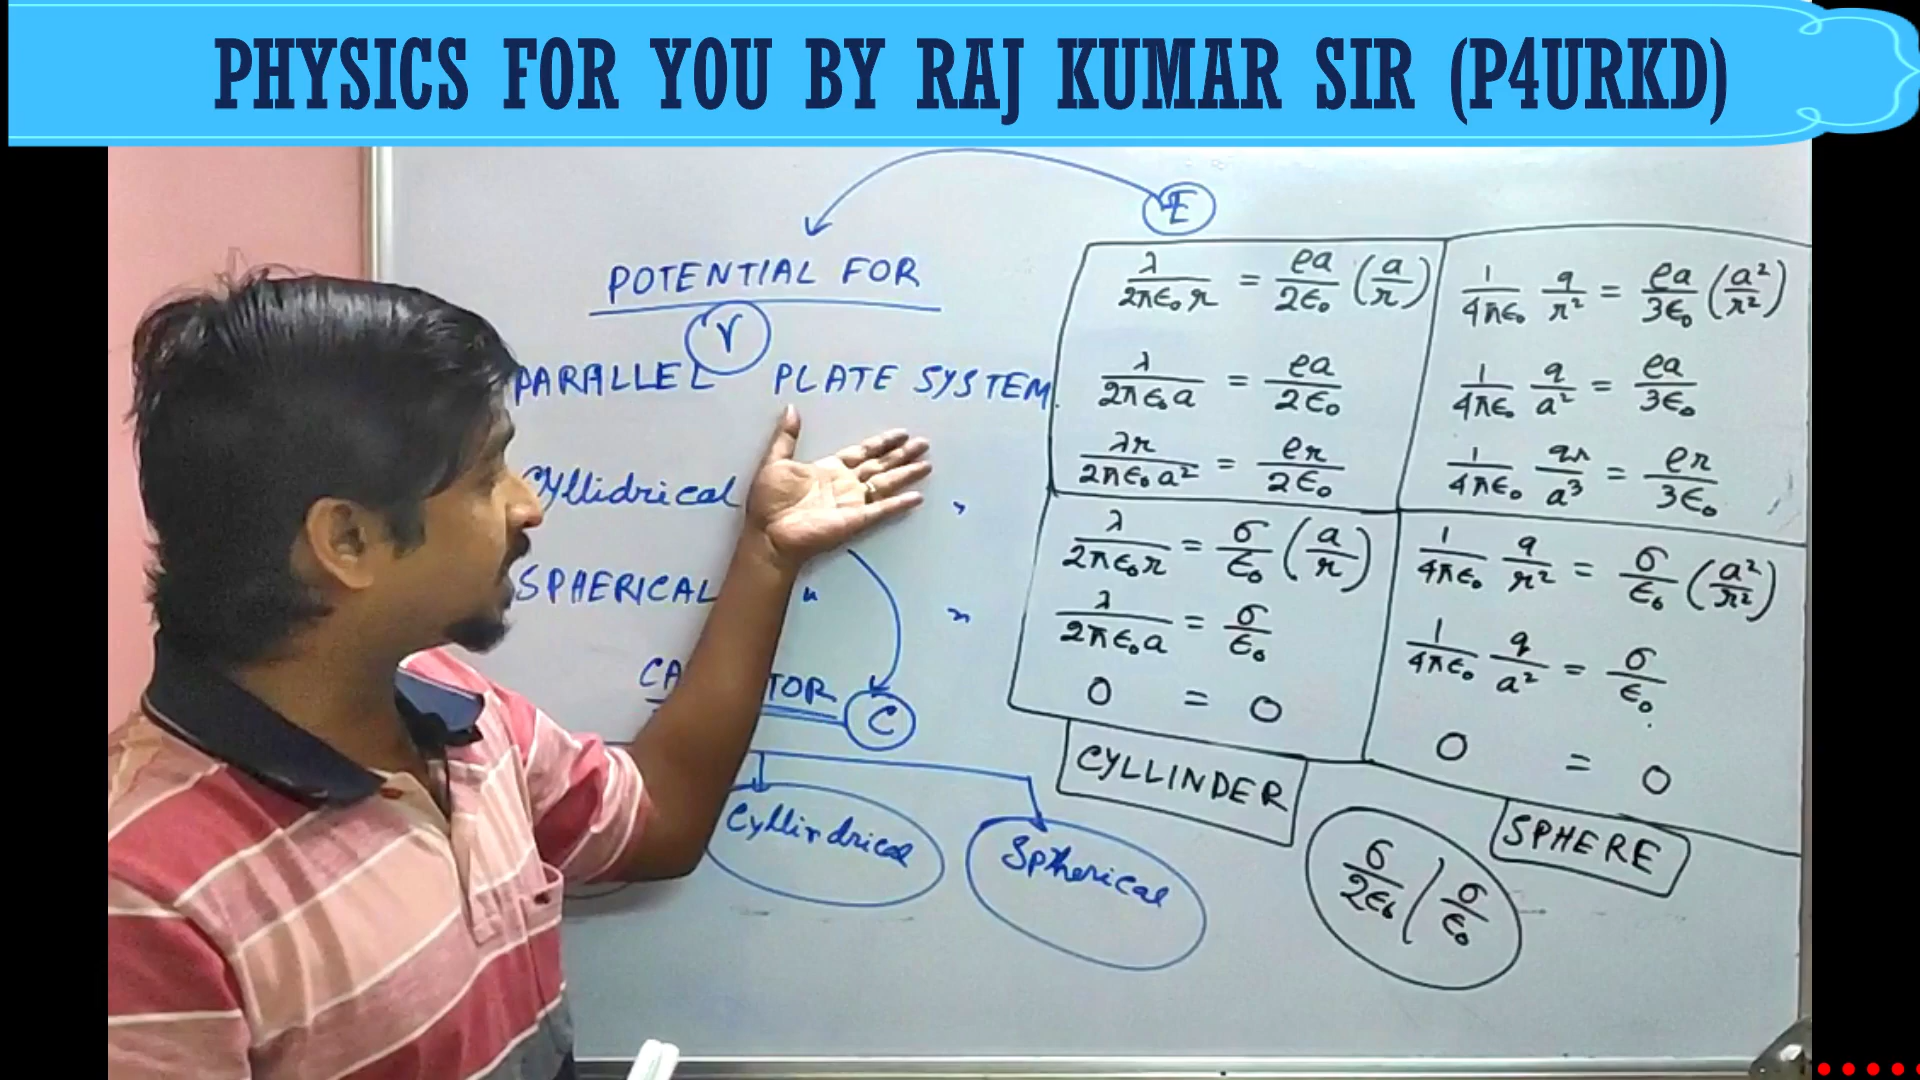 PHYSICS FOR YOU BY RAJ KUMAR SIR (P4URKD)
E
POTENTIAL FOR
V
PARALLEL PLATE SYSTEM
Cyllidrical "
SPHERICAL " "
CA TOR C
Cyllindrical
Spherical
λ/2πε₀r = ρa/2ε₀ (a/r)
λ/2πε₀a = ρa/2ε₀
λr/2πε₀a² = ρr/2ε₀
λ/2πε₀r = σ/ε₀ (a/r)
λ/2πε₀a = σ/ε₀
0 = 0
CYLLINDER
1/4πε₀ q/r² = ρa/3ε₀ (a²/r²)
1/4πε₀ q/a² = ρa/3ε₀
1/4πε₀ qr/a³ = ρr/3ε₀
1/4πε₀ q/r² = σ/ε₀ (a²/r²)
1/4πε₀ q/a² = σ/ε₀
0 = 0
SPHERE
σ/2ε₀ / σ/ε₀